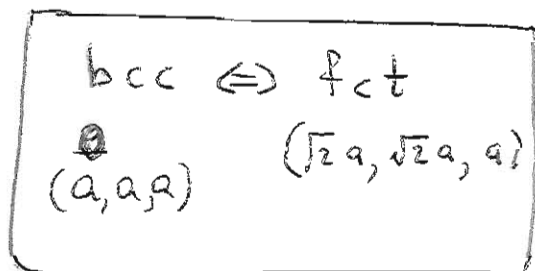 bcc ⇔ fct
(a, a, a) (√2 a, √2 a, a)